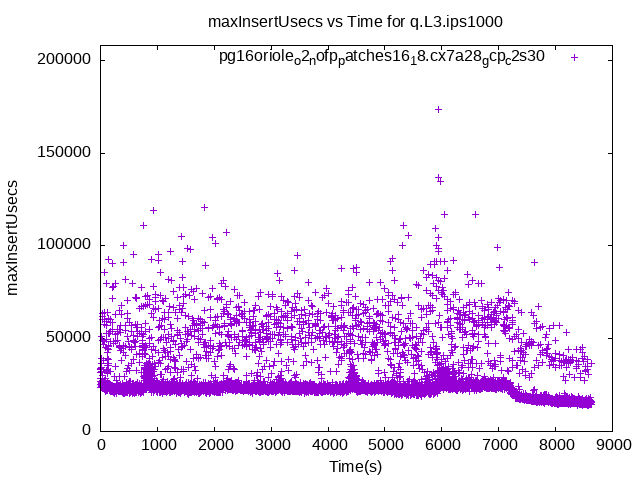 maxInsertUsecs vs Time for q.L3.ips1000
pg16oriole_o2_nofp_patches16_18.cx7a28_gcp_c2s30
200000
150000
100000
50000
0
maxInsertUsecs
0 1000 2000 3000 4000 5000 6000 7000 8000 9000
Time(s)